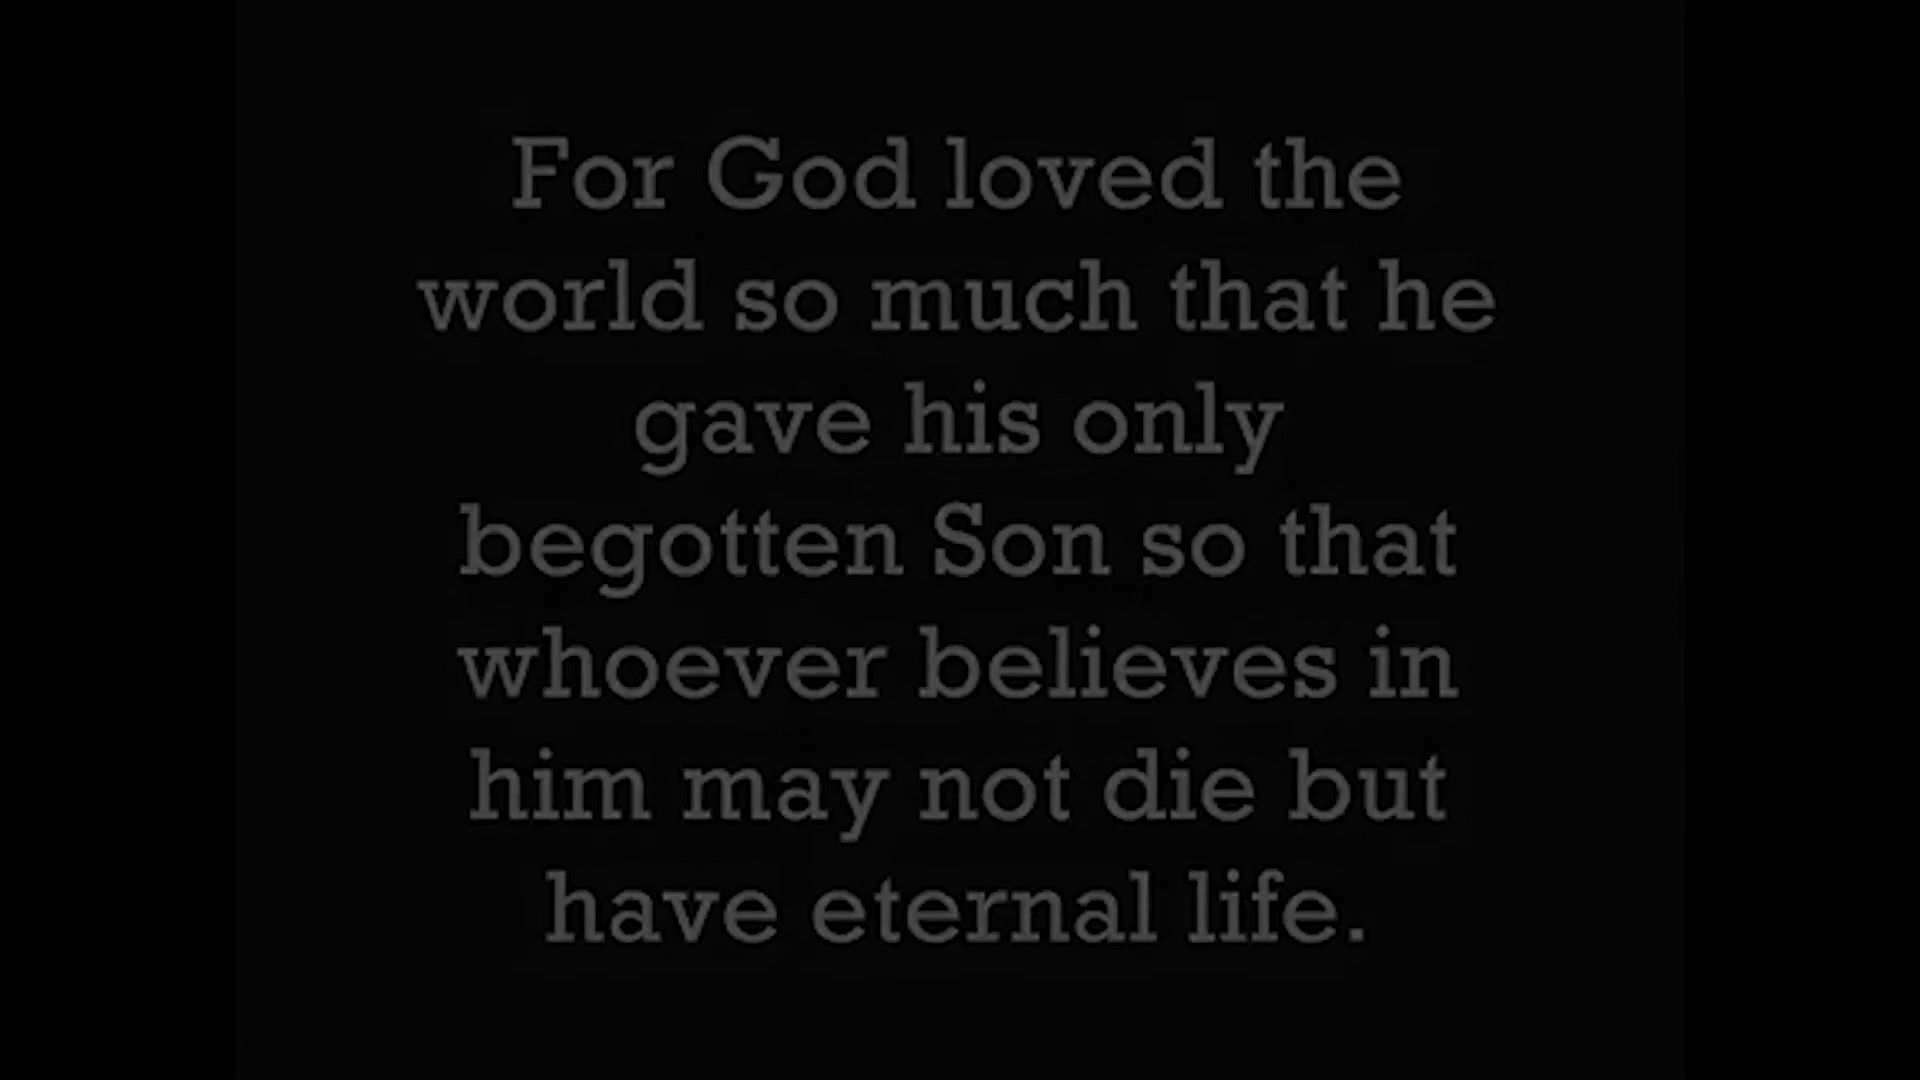 For God loved the
world so much that he
gave his only
begotten Son so that
whoever believes in
him may not die but
have eternal life.